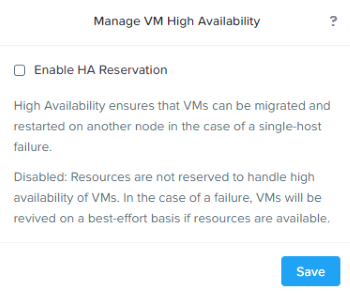 Manage VM High Availability ?
Enable HA Reservation
High Availability ensures that VMs can be migrated and
restarted on another node in the case of a single-host
failure.
Disabled: Resources are not reserved to handle high
availability of VMs. In the case of a failure, VMs will be
revived on a best-effort basis if resources are available.
Save